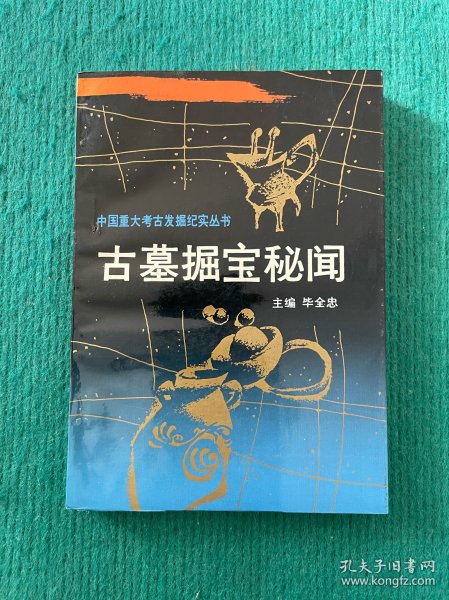 中国重大考古发掘纪实丛书
古墓掘宝秘闻
主编 毕全忠
孔夫子旧书网
www.kongfz.com